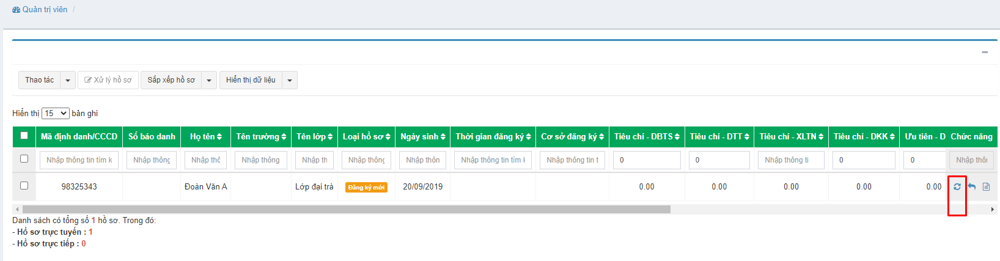 Quản trị viên /
Thao tác Xử lý hồ sơ Sắp xếp hồ sơ Hiển thị dữ liệu
Hiển thị 15 bản ghi
Mã định danh/CCCD Số báo danh Họ tên Tên trường Tên lớp Loại hồ sơ Ngày sinh Thời gian đăng ký Cơ sở đăng ký Tiêu chí - DBTS Tiêu chí - DTT Tiêu chí - XLTN Tiêu chí - DKK Ưu tiên - D Chức năng
Nhập thông tin tìm k Nhập thông Nhập thô Nhập thông Nhập th Nhập thông Nhập thôn Nhập thông tin tìm k Nhập thông tin t 0 0 Nhập thông ti 0 0 Nhập thôn
98325343 Đoàn Văn A Lớp đại trà Đăng ký mới 20/09/2019 0.00 0.00 0.00 0.00 0.00
Danh sách có tổng số 1 hồ sơ. Trong đó:
- Hồ sơ trực tuyến : 1
- Hồ sơ trực tiếp : 0